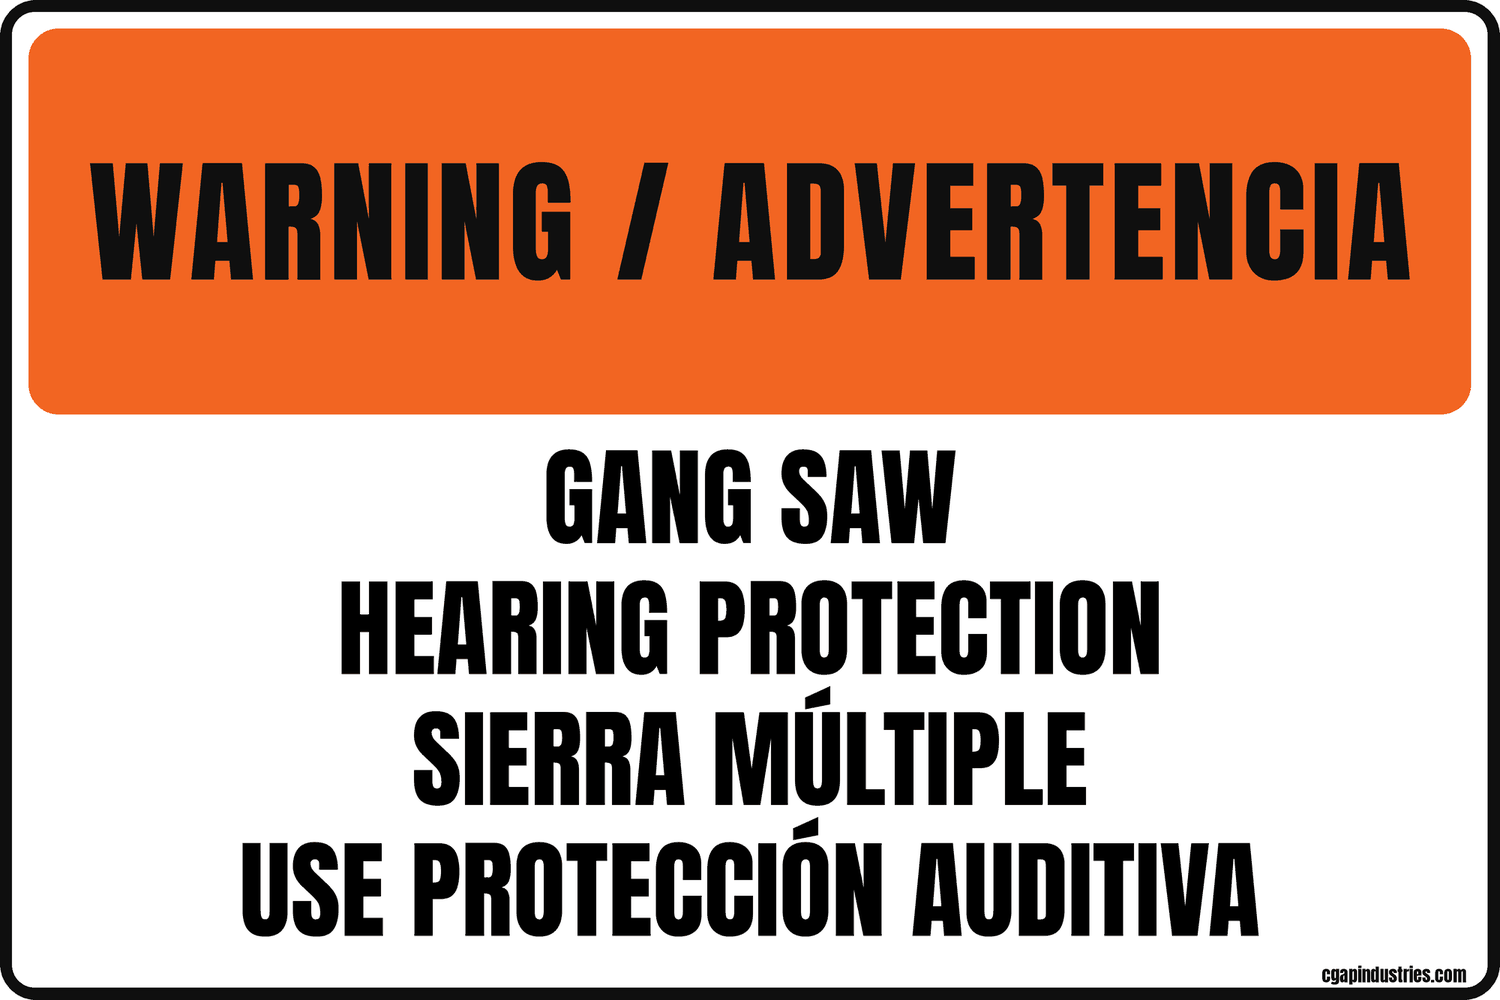 WARNING / ADVERTENCIA
GANG SAW
HEARING PROTECTION
SIERRA MÚLTIPLE
USE PROTECCIÓN AUDITIVA
cgapindustries.com